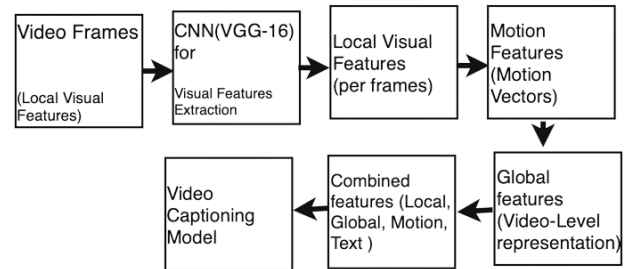 Video Frames
(Local Visual
Features)
CNN(VGG-16)
for
Visual Features
Extraction
Local Visual
Features
(per frames)
Motion
Features
(Motion
Vectors)
Global
features
(Video-Level
representation)
Combined
features (Local,
Global, Motion,
Text )
Video
Captioning
Model